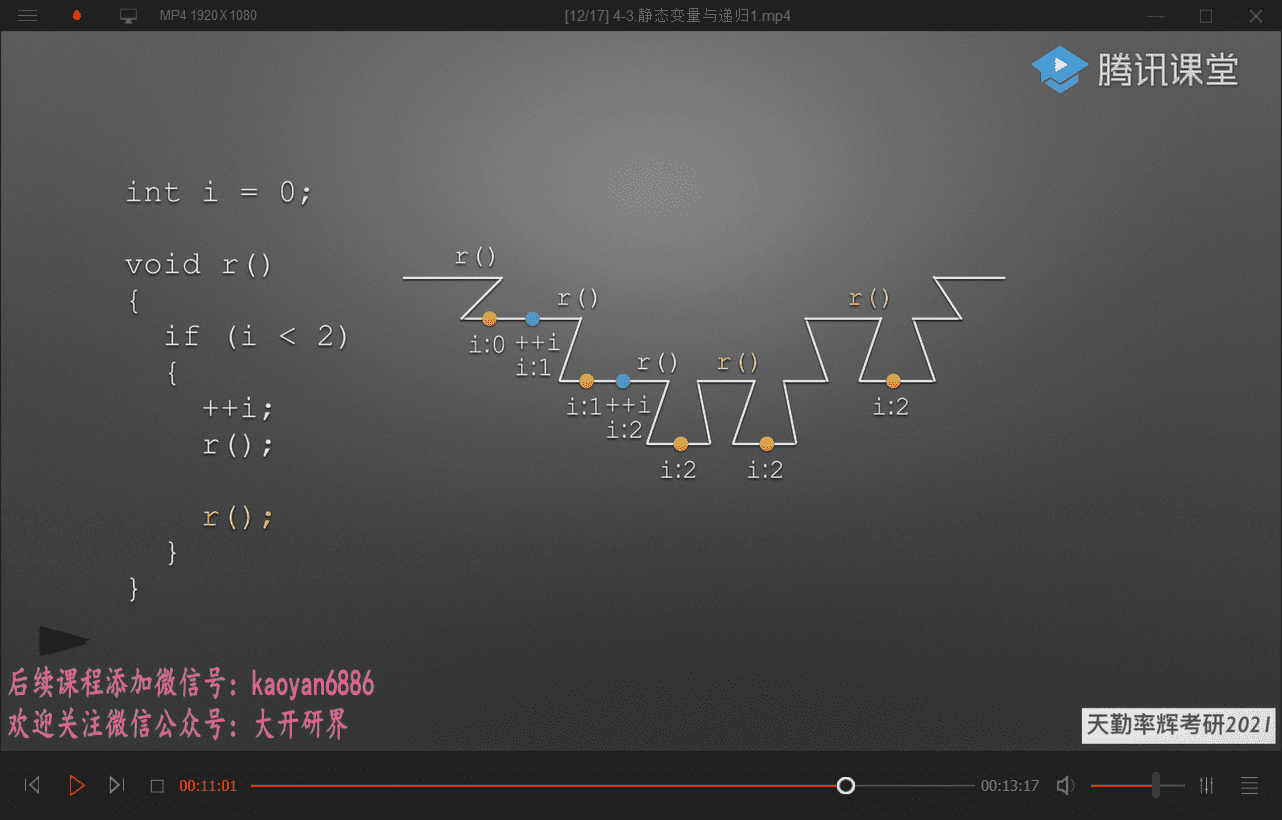 MP4 1920X1080
[12/17] 4-3.静态变量与递归1.mp4
腾讯课堂
int i = 0;
void r()
{
if (i < 2)
{
++i;
r();
r();
}
}
r()
r()
r()
r()
r()
i:0 ++i
i:1
i:1 ++i
i:2
i:2
i:2
i:2
后续课程添加微信号：kaoyan6886
欢迎关注微信公众号：大开研界
天勤率辉考研2021
00:11:01
00:13:17